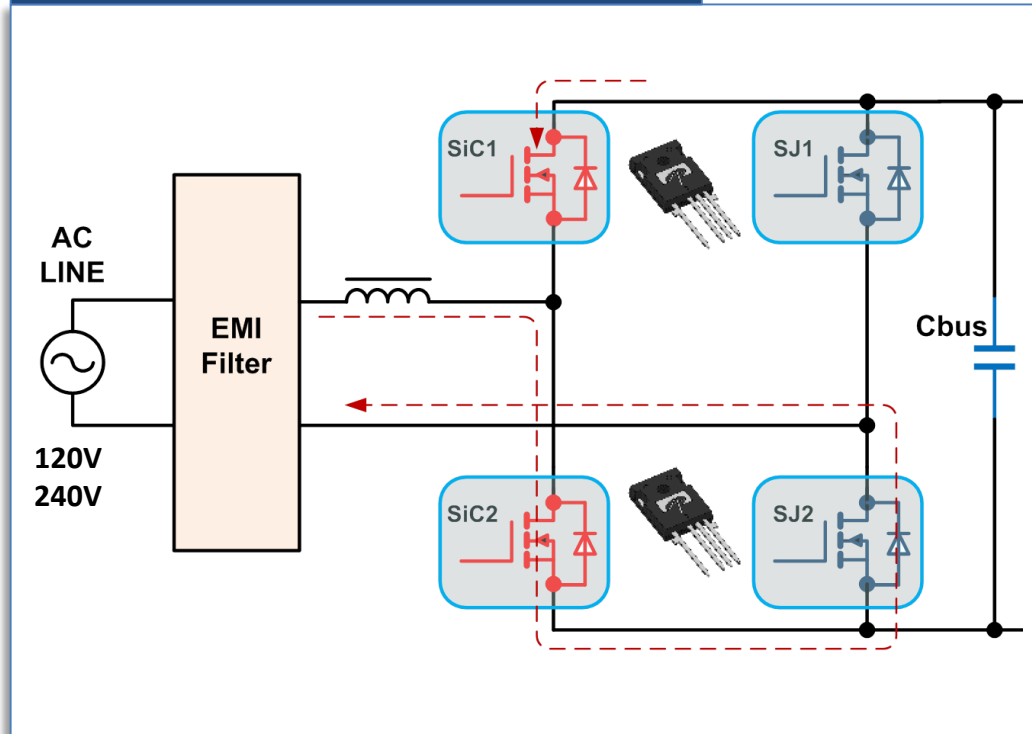 SiC1
SJ1
AC
LINE
EMI
Filter
Cbus
120V
240V
SiC2
SJ2